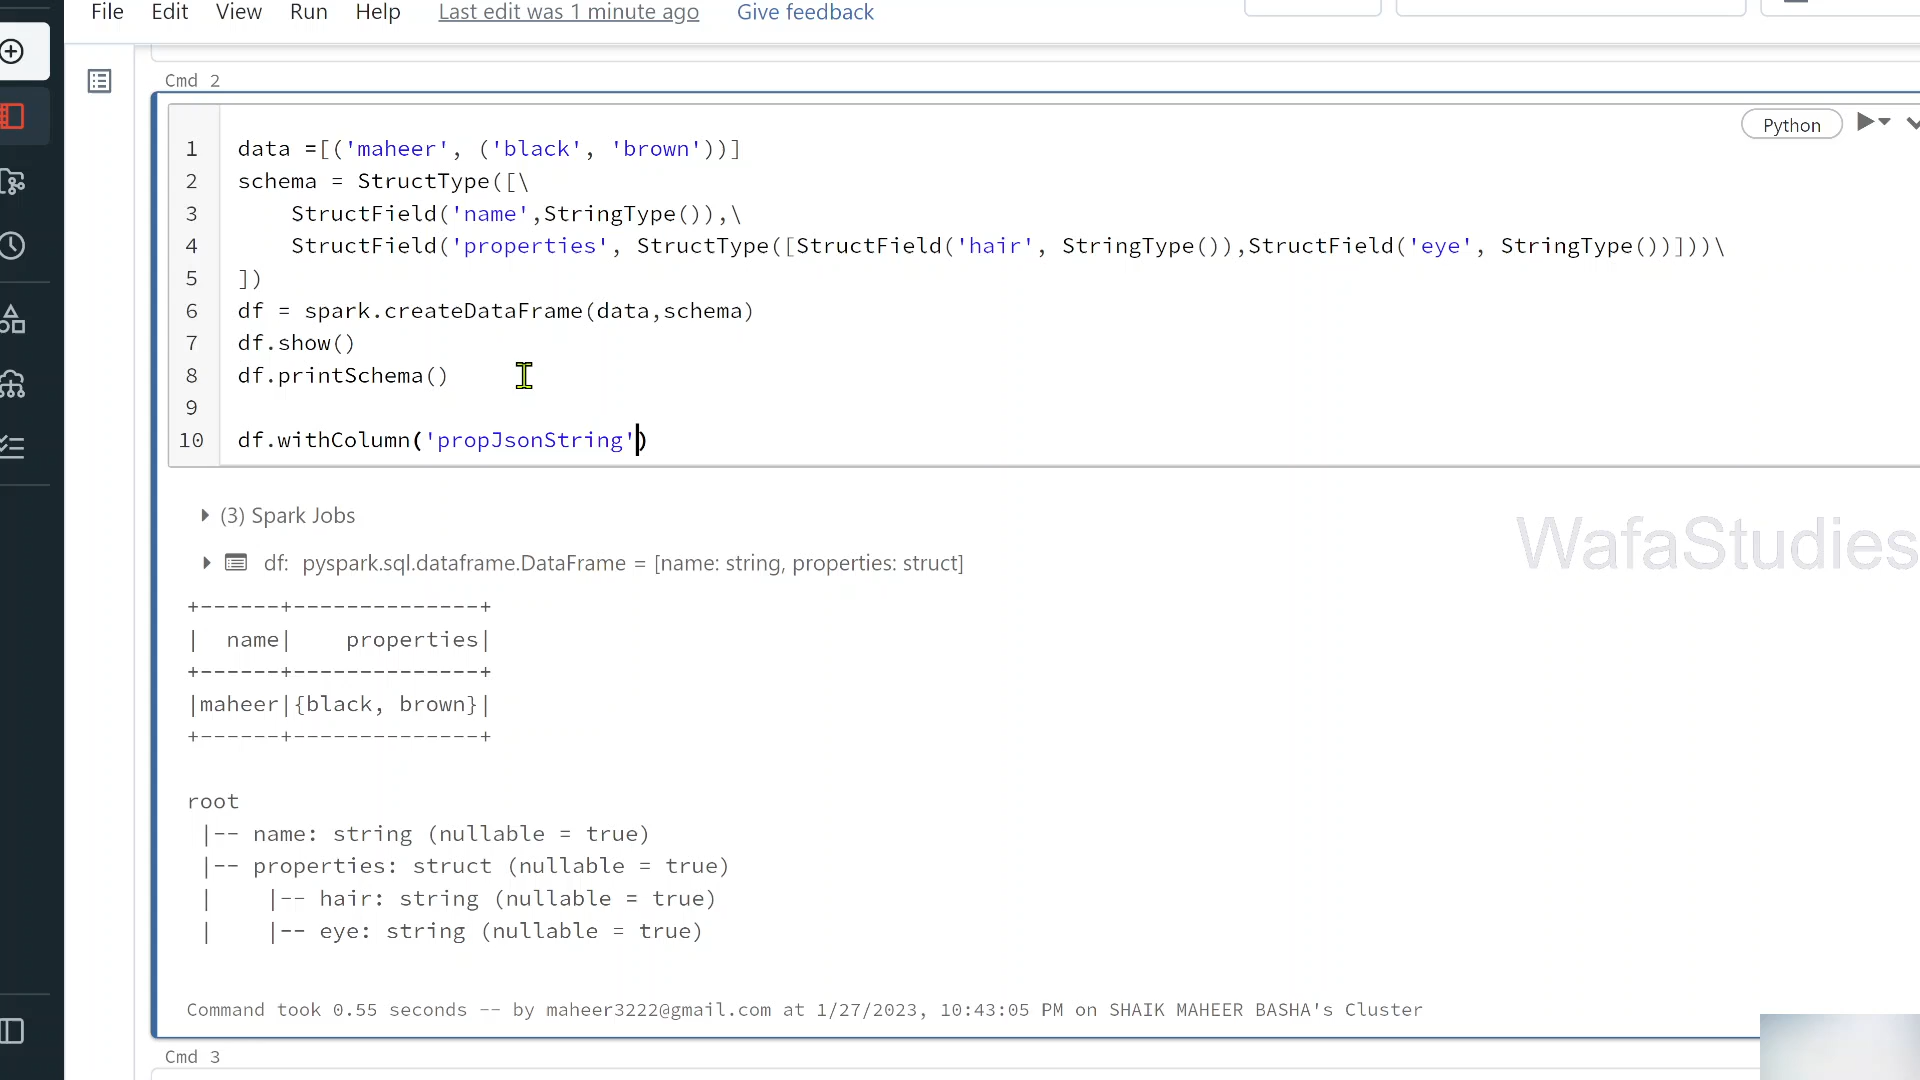 File Edit View Run Help Last edit was 1 minute ago Give feedback
Cmd 2
Python
1 data =[('maheer', ('black', 'brown'))]
2 schema = StructType([\
3 StructField('name',StringType()),\
4 StructField('properties', StructType([StructField('hair', StringType()),StructField('eye', StringType())]))\
5 ])
6 df = spark.createDataFrame(data,schema)
7 df.show()
8 df.printSchema()
9
10 df.withColumn('propJsonString')
(3) Spark Jobs
df: pyspark.sql.dataframe.DataFrame = [name: string, properties: struct]
WafaStudies
+------+--------------+
|  name|    properties|
+------+--------------+
|maheer|{black, brown}|
+------+--------------+
root
 |-- name: string (nullable = true)
 |-- properties: struct (nullable = true)
 |    |-- hair: string (nullable = true)
 |    |-- eye: string (nullable = true)
Command took 0.55 seconds -- by maheer3222@gmail.com at 1/27/2023, 10:43:05 PM on SHAIK MAHEER BASHA's Cluster
Cmd 3